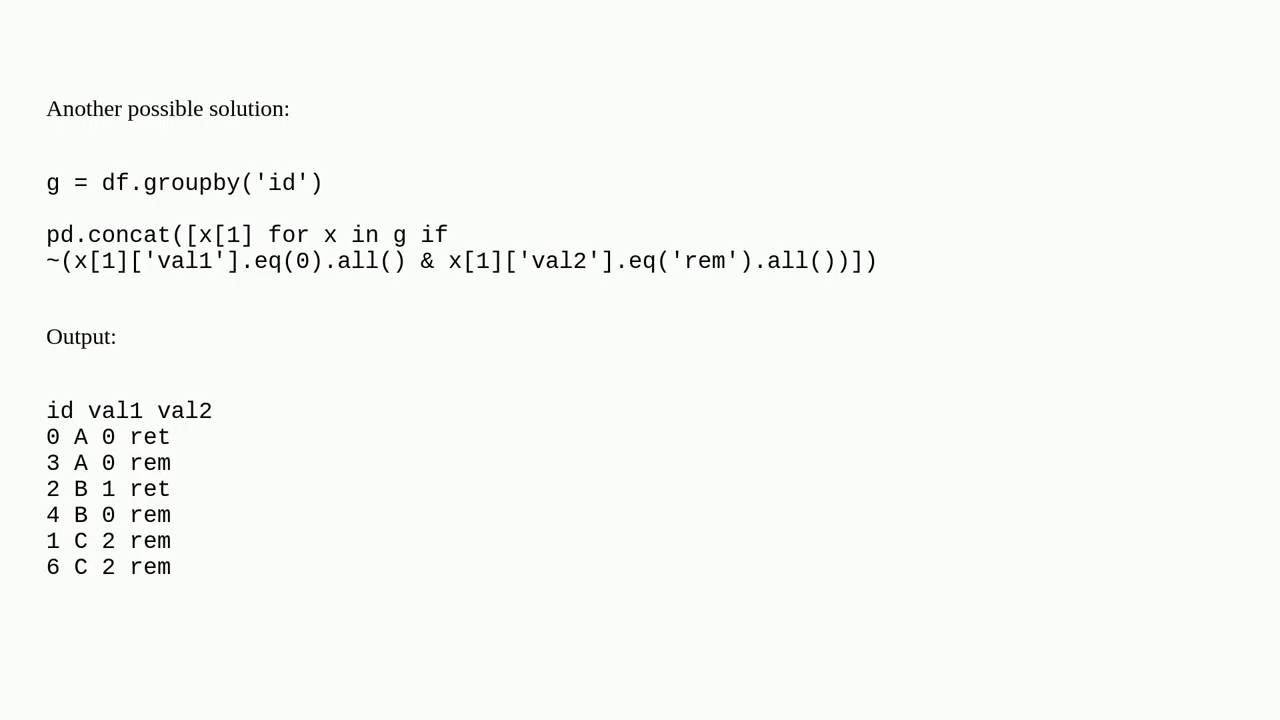 Another possible solution:
g = df.groupby('id')
pd.concat([x[1] for x in g if
~(x[1]['val1'].eq(0).all() & x[1]['val2'].eq('rem').all())])
Output:
id val1 val2
0 A 0 ret
3 A 0 rem
2 B 1 ret
4 B 0 rem
1 C 2 rem
6 C 2 rem